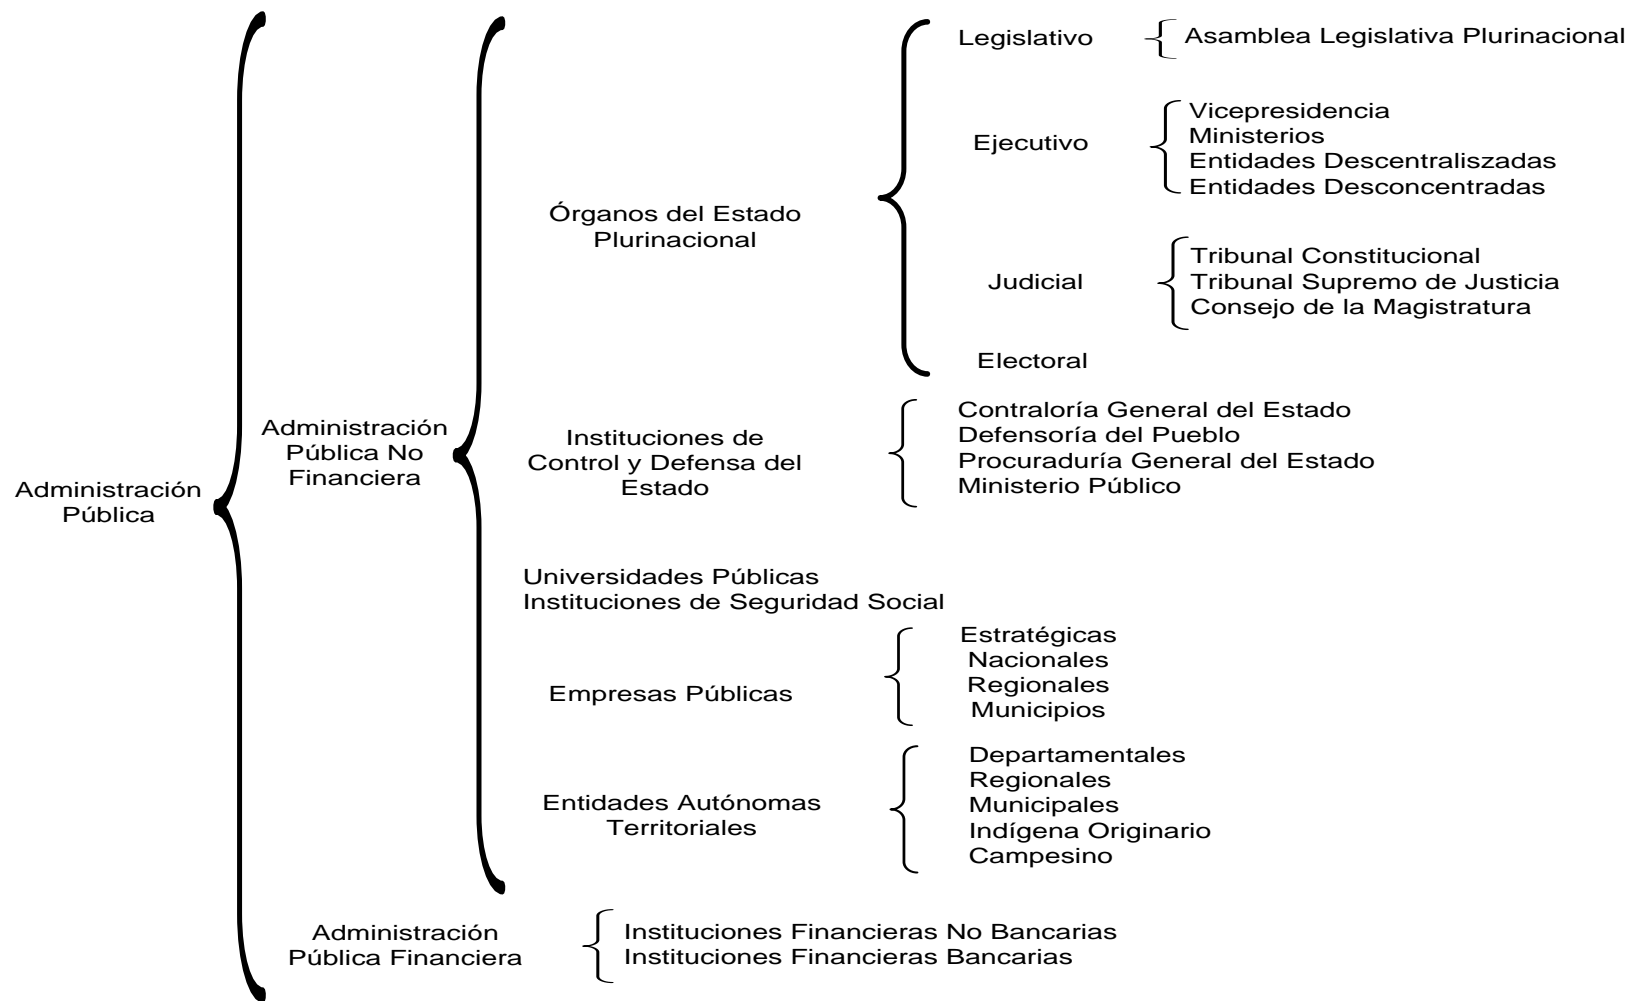 Administración
Pública
Administración
Pública No
Financiera
Órganos del Estado
Plurinacional
Legislativo
Asamblea Legislativa Plurinacional
Ejecutivo
Vicepresidencia
Ministerios
Entidades Descentraliszadas
Entidades Desconcentradas
Judicial
Tribunal Constitucional
Tribunal Supremo de Justicia
Consejo de la Magistratura
Electoral
Instituciones de
Control y Defensa del
Estado
Contraloría General del Estado
Defensoría del Pueblo
Procuraduría General del Estado
Ministerio Público
Universidades Públicas
Instituciones de Seguridad Social
Empresas Públicas
Estratégicas
Nacionales
Regionales
Municipios
Entidades Autónomas
Territoriales
Departamentales
Regionales
Municipales
Indígena Originario
Campesino
Administración
Pública Financiera
Instituciones Financieras No Bancarias
Instituciones Financieras Bancarias